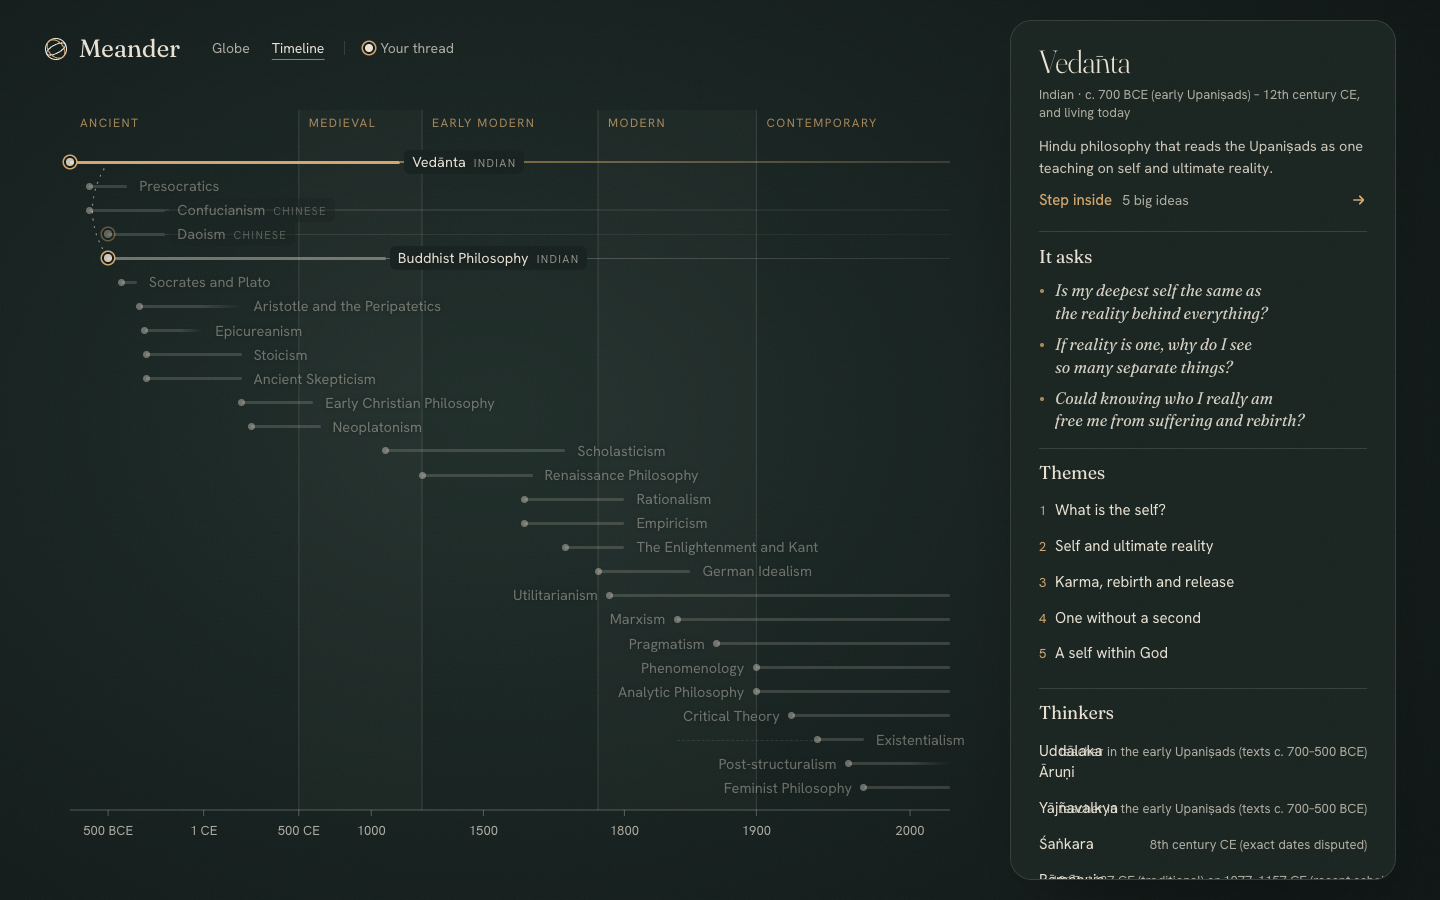 Meander
Globe
Timeline
Your thread
ANCIENT
MEDIEVAL
EARLY MODERN
MODERN
CONTEMPORARY
Vedānta INDIAN
Presocratics
Confucianism CHINESE
Daoism CHINESE
Buddhist Philosophy INDIAN
Socrates and Plato
Aristotle and the Peripatetics
Epicureanism
Stoicism
Ancient Skepticism
Early Christian Philosophy
Neoplatonism
Scholasticism
Renaissance Philosophy
Rationalism
Empiricism
The Enlightenment and Kant
German Idealism
Utilitarianism
Marxism
Pragmatism
Phenomenology
Analytic Philosophy
Critical Theory
Existentialism
Post-structuralism
Feminist Philosophy
500 BCE
1 CE
500 CE
1000
1500
1800
1900
2000
Vedānta
Indian · c. 700 BCE (early Upaniṣads) – 12th century CE,
and living today
Hindu philosophy that reads the Upaniṣads as one
teaching on self and ultimate reality.
Step inside 5 big ideas →
It asks
• Is my deepest self the same as
the reality behind everything?
• If reality is one, why do I see
so many separate things?
• Could knowing who I really am
free me from suffering and rebirth?
Themes
1 What is the self?
2 Self and ultimate reality
3 Karma, rebirth and release
4 One without a second
5 A self within God
Thinkers
Uddālaka in the early Upaniṣads (texts c. 700–500 BCE)
Āruṇi
Yājñavalkya the early Upaniṣads (texts c. 700–500 BCE)
Śaṅkara 8th century CE (exact dates disputed)